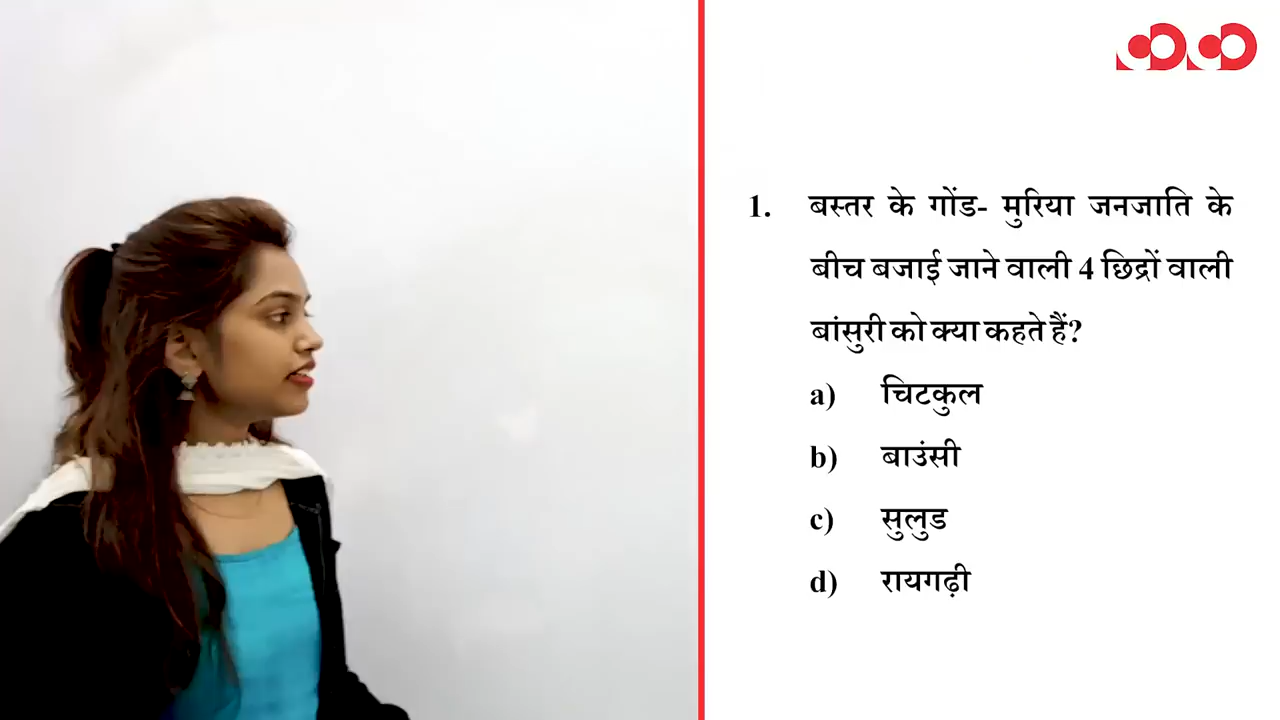 1. बस्तर के गोंड- मुरिया जनजाति के
बीच बजाई जाने वाली 4 छिद्रों वाली
बांसुरी को क्या कहते हैं?
a) चिटकुल
b) बाउंसी
c) सुलुड
d) रायगढ़ी